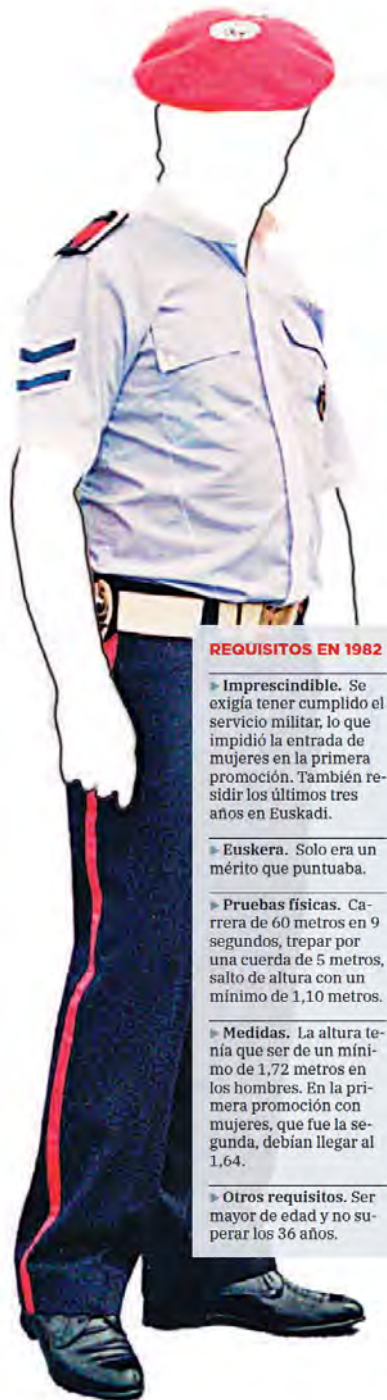 REQUISITOS EN 1982
▶ Imprescindible. Se
exigía tener cumplido el
servicio militar, lo que
impidió la entrada de
mujeres en la primera
promoción. También re-
sidir los últimos tres
años en Euskadi.
▶ Euskera. Solo era un
mérito que puntuaba.
▶ Pruebas físicas. Ca-
rrera de 60 metros en 9
segundos, trepar por
una cuerda de 5 metros,
salto de altura con un
mínimo de 1,10 metros.
▶ Medidas. La altura te-
nía que ser de un míni-
mo de 1,72 metros en
los hombres. En la pri-
mera promoción con
mujeres, que fue la se-
gunda, debían llegar al
1,64.
▶ Otros requisitos. Ser
mayor de edad y no su-
perar los 36 años.